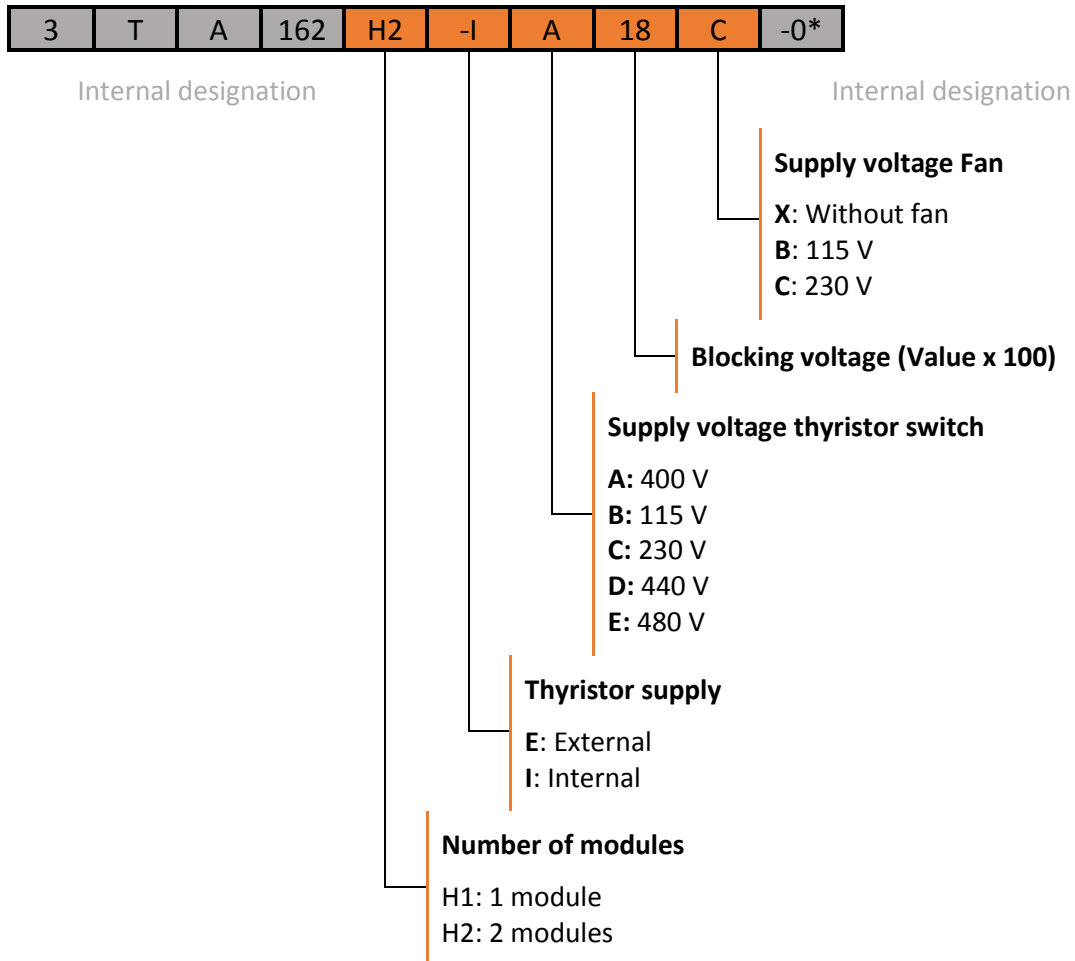 3 T A 162 H2 -I A 18 C -0*
Internal designation Internal designation
Supply voltage Fan
X: Without fan
B: 115 V
C: 230 V
Blocking voltage (Value x 100)
Supply voltage thyristor switch
A: 400 V
B: 115 V
C: 230 V
D: 440 V
E: 480 V
Thyristor supply
E: External
I: Internal
Number of modules
H1: 1 module
H2: 2 modules